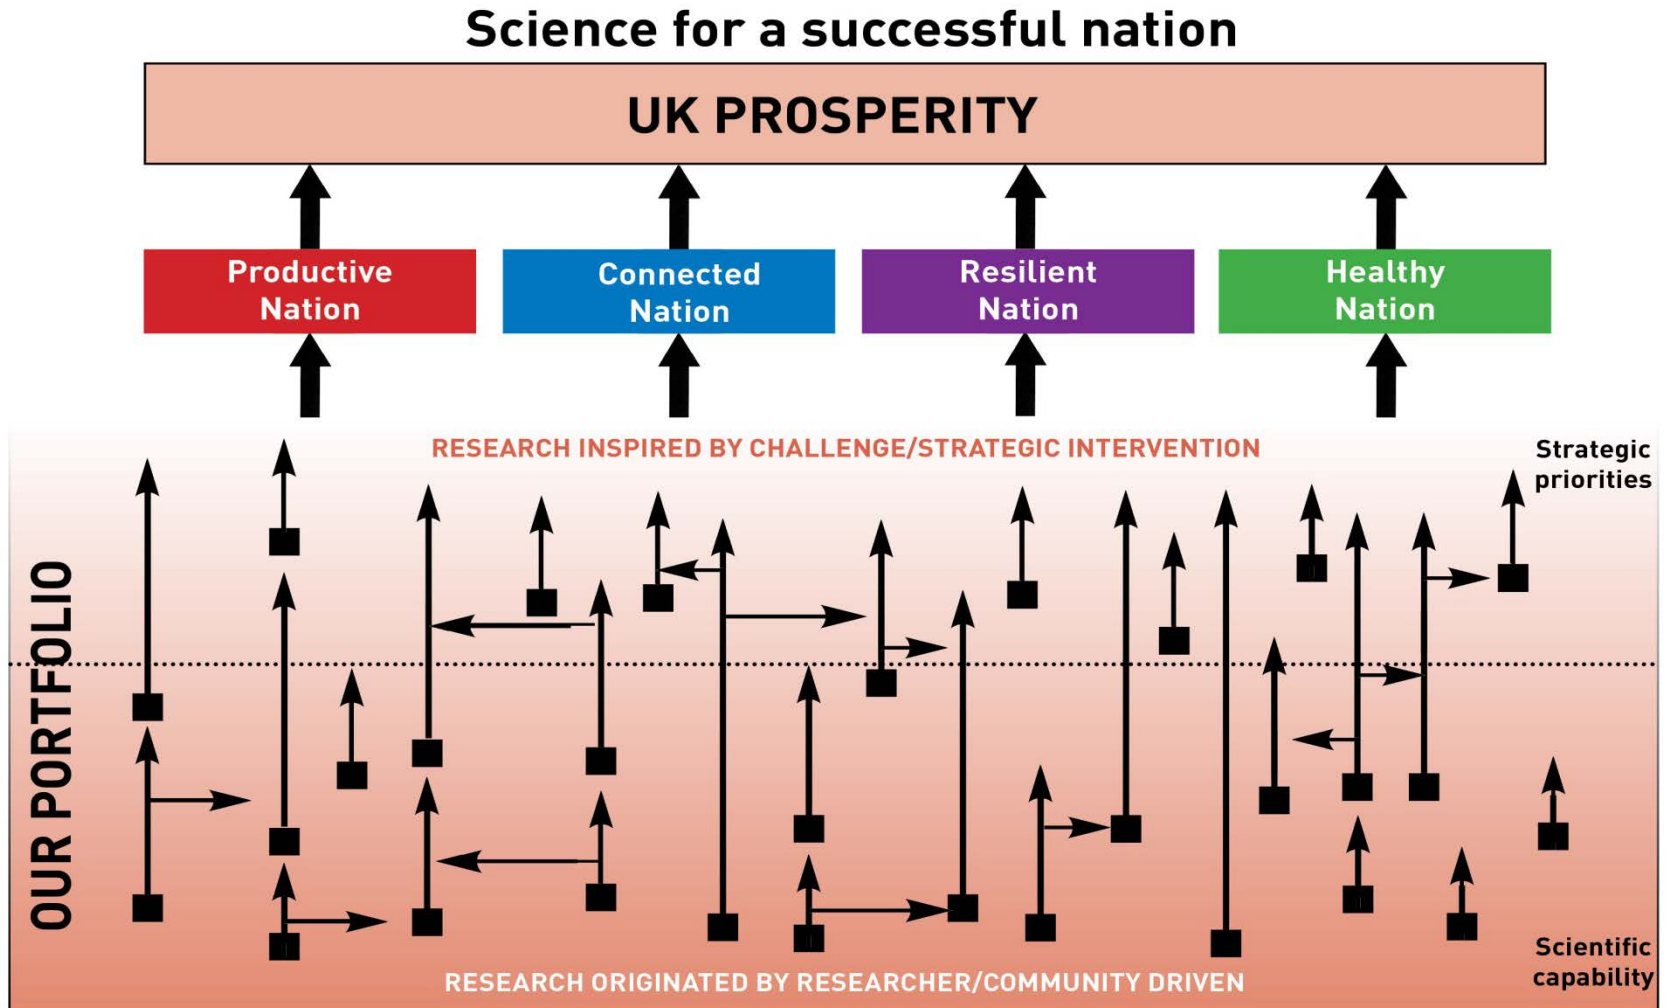 Science for a successful nation
UK PROSPERITY
Productive
Nation
Connected
Nation
Resilient
Nation
Healthy
Nation
RESEARCH INSPIRED BY CHALLENGE/STRATEGIC INTERVENTION
Strategic
priorities
OUR PORTFOLIO
Scientific
capability
RESEARCH ORIGINATED BY RESEARCHER/COMMUNITY DRIVEN